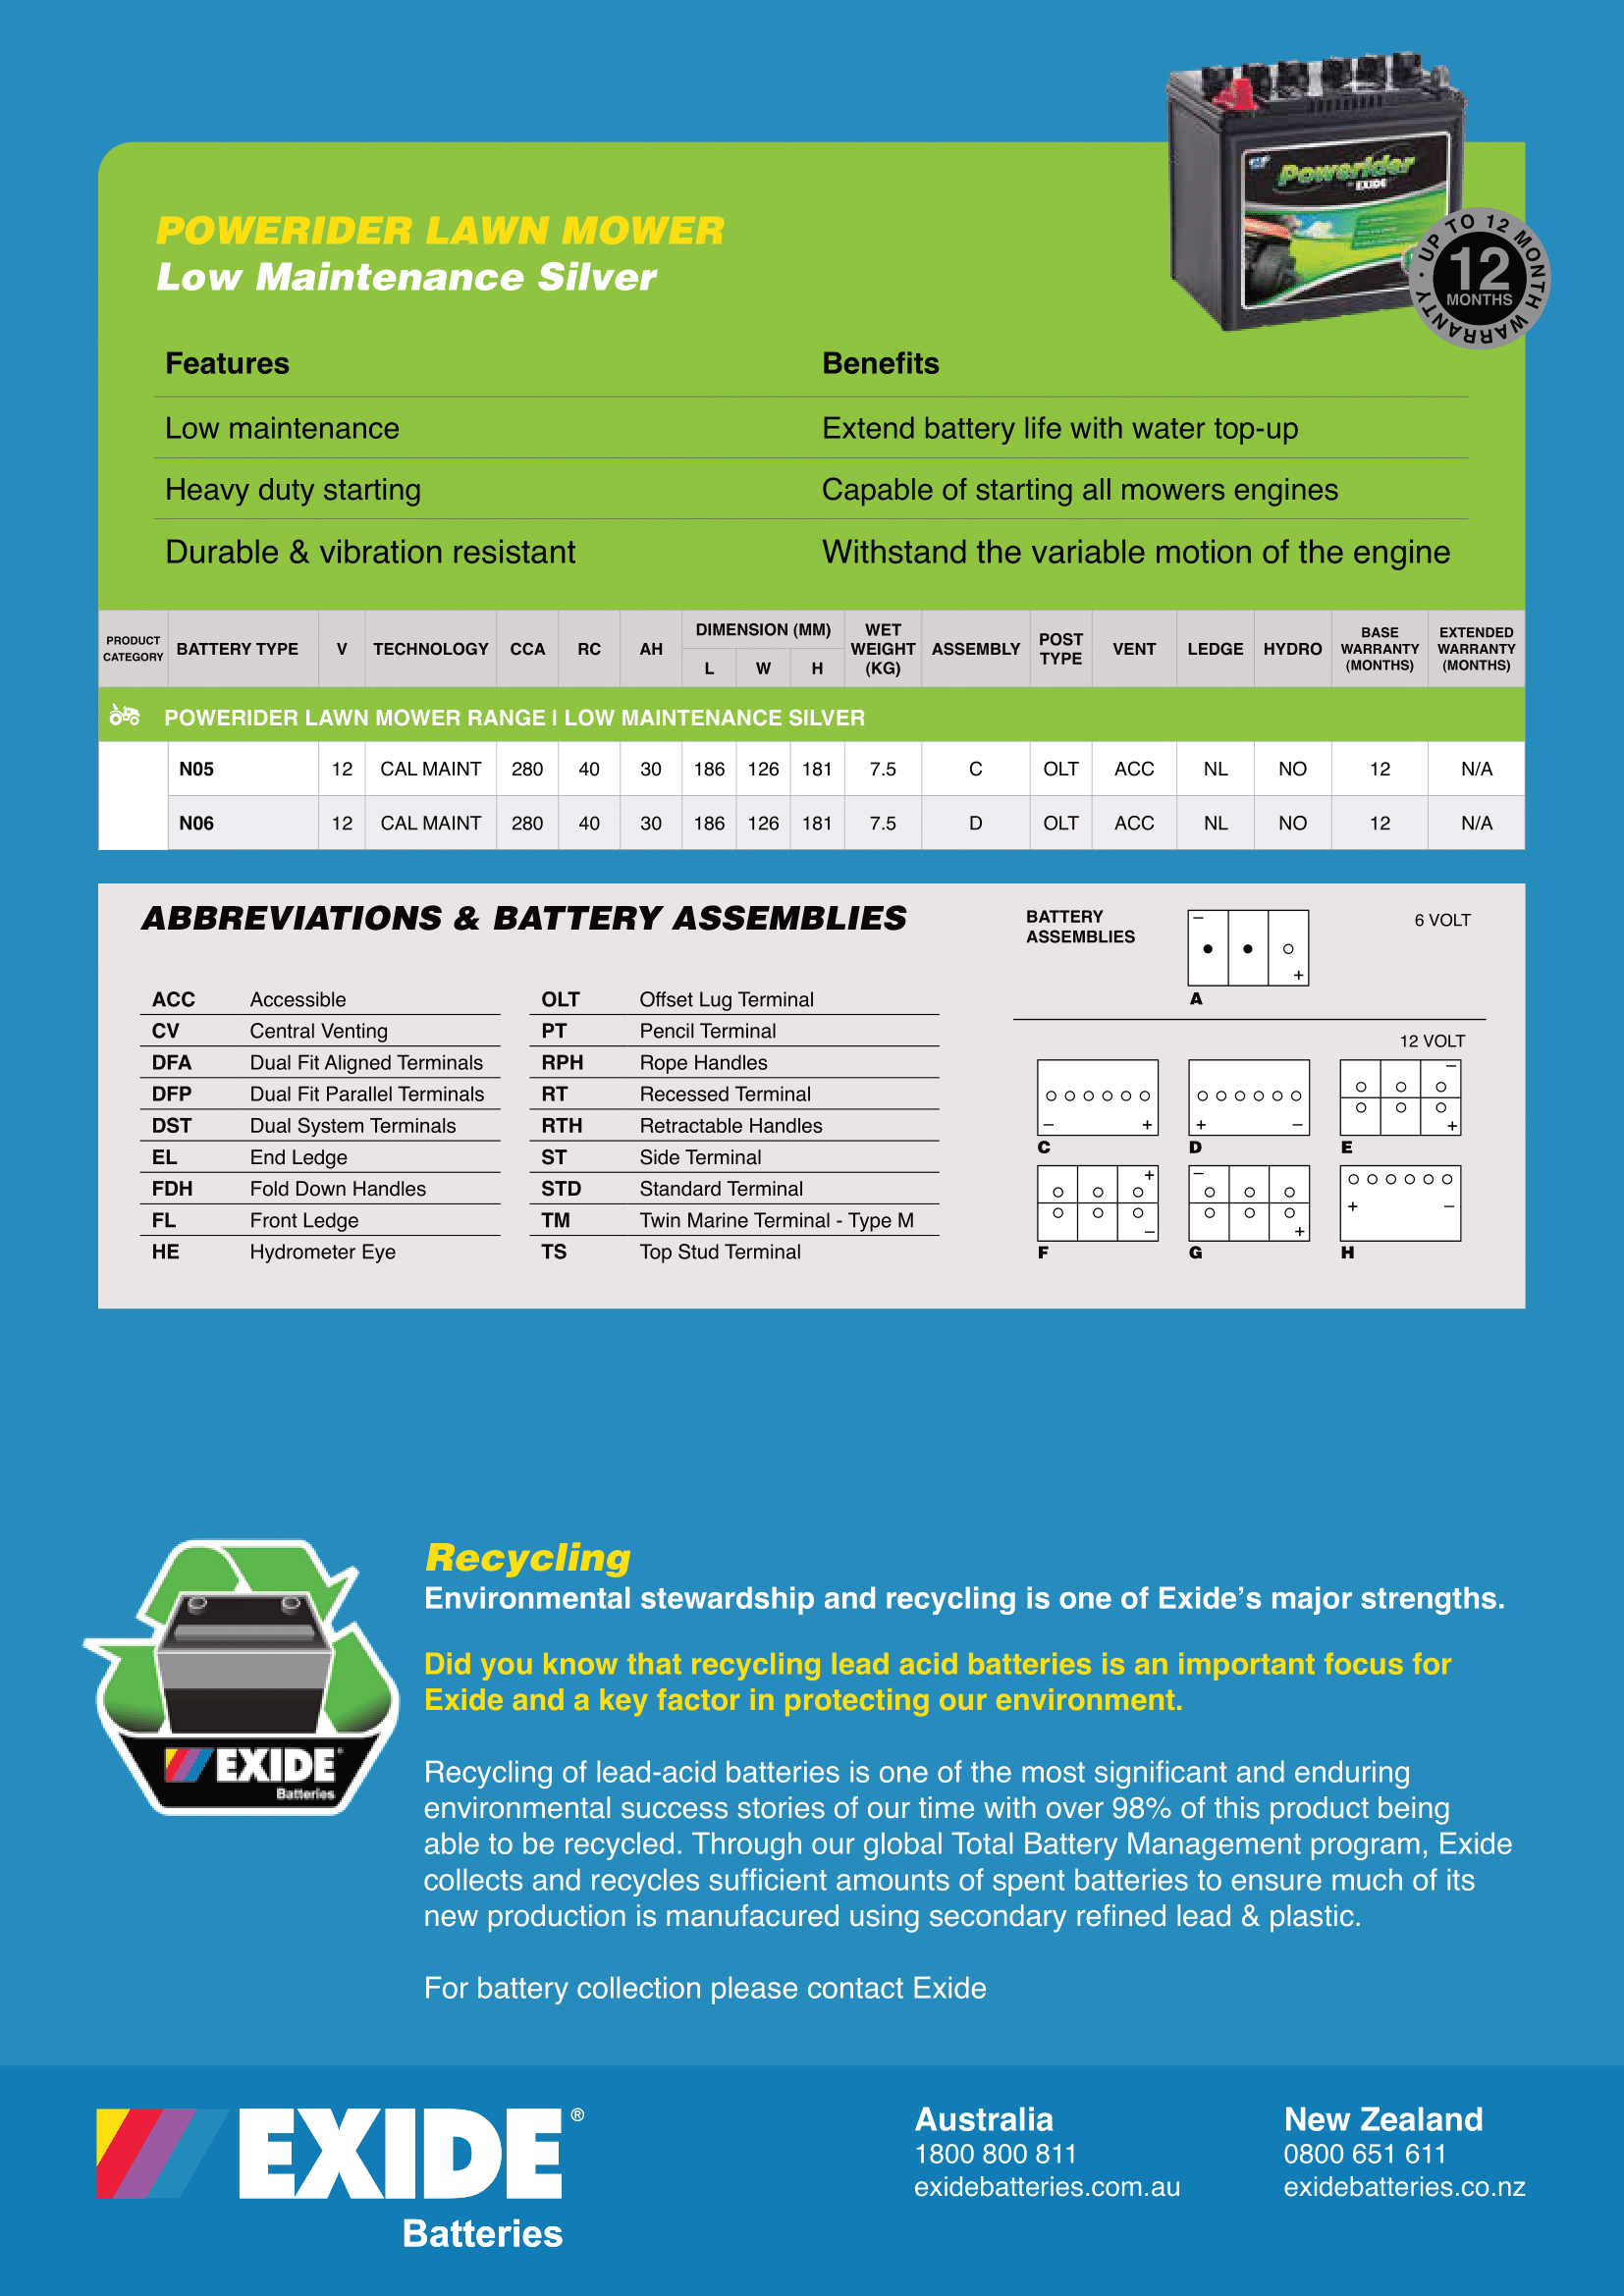 Powerider
BY EXIDE
· UP TO 12 MONTH WARRANTY
12
MONTHS
POWERIDER LAWN MOWER
Low Maintenance Silver
Features Benefits
Low maintenance Extend battery life with water top-up
Heavy duty starting Capable of starting all mowers engines
Durable & vibration resistant Withstand the variable motion of the engine
PRODUCT CATEGORY BATTERY TYPE V TECHNOLOGY CCA RC AH DIMENSION (MM) L W H WET WEIGHT (KG) ASSEMBLY POST TYPE VENT LEDGE HYDRO BASE WARRANTY (MONTHS) EXTENDED WARRANTY (MONTHS)
POWERIDER LAWN MOWER RANGE | LOW MAINTENANCE SILVER
N05 12 CAL MAINT 280 40 30 186 126 181 7.5 C OLT ACC NL NO 12 N/A
N06 12 CAL MAINT 280 40 30 186 126 181 7.5 D OLT ACC NL NO 12 N/A
ABBREVIATIONS & BATTERY ASSEMBLIES
ACC Accessible
CV Central Venting
DFA Dual Fit Aligned Terminals
DFP Dual Fit Parallel Terminals
DST Dual System Terminals
EL End Ledge
FDH Fold Down Handles
FL Front Ledge
HE Hydrometer Eye
OLT Offset Lug Terminal
PT Pencil Terminal
RPH Rope Handles
RT Recessed Terminal
RTH Retractable Handles
ST Side Terminal
STD Standard Terminal
TM Twin Marine Terminal - Type M
TS Top Stud Terminal
BATTERY
ASSEMBLIES
6 VOLT
– +
A
12 VOLT
– +
C
+ –
D
– +
E
+ –
F
– +
G
+ –
H
Recycling
Environmental stewardship and recycling is one of Exide’s major strengths.
Did you know that recycling lead acid batteries is an important focus for
Exide and a key factor in protecting our environment.
Recycling of lead-acid batteries is one of the most significant and enduring
environmental success stories of our time with over 98% of this product being
able to be recycled. Through our global Total Battery Management program, Exide
collects and recycles sufficient amounts of spent batteries to ensure much of its
new production is manufacured using secondary refined lead & plastic.
For battery collection please contact Exide
EXIDE®
Batteries
EXIDE®
Batteries
Australia
1800 800 811
exidebatteries.com.au
New Zealand
0800 651 611
exidebatteries.co.nz